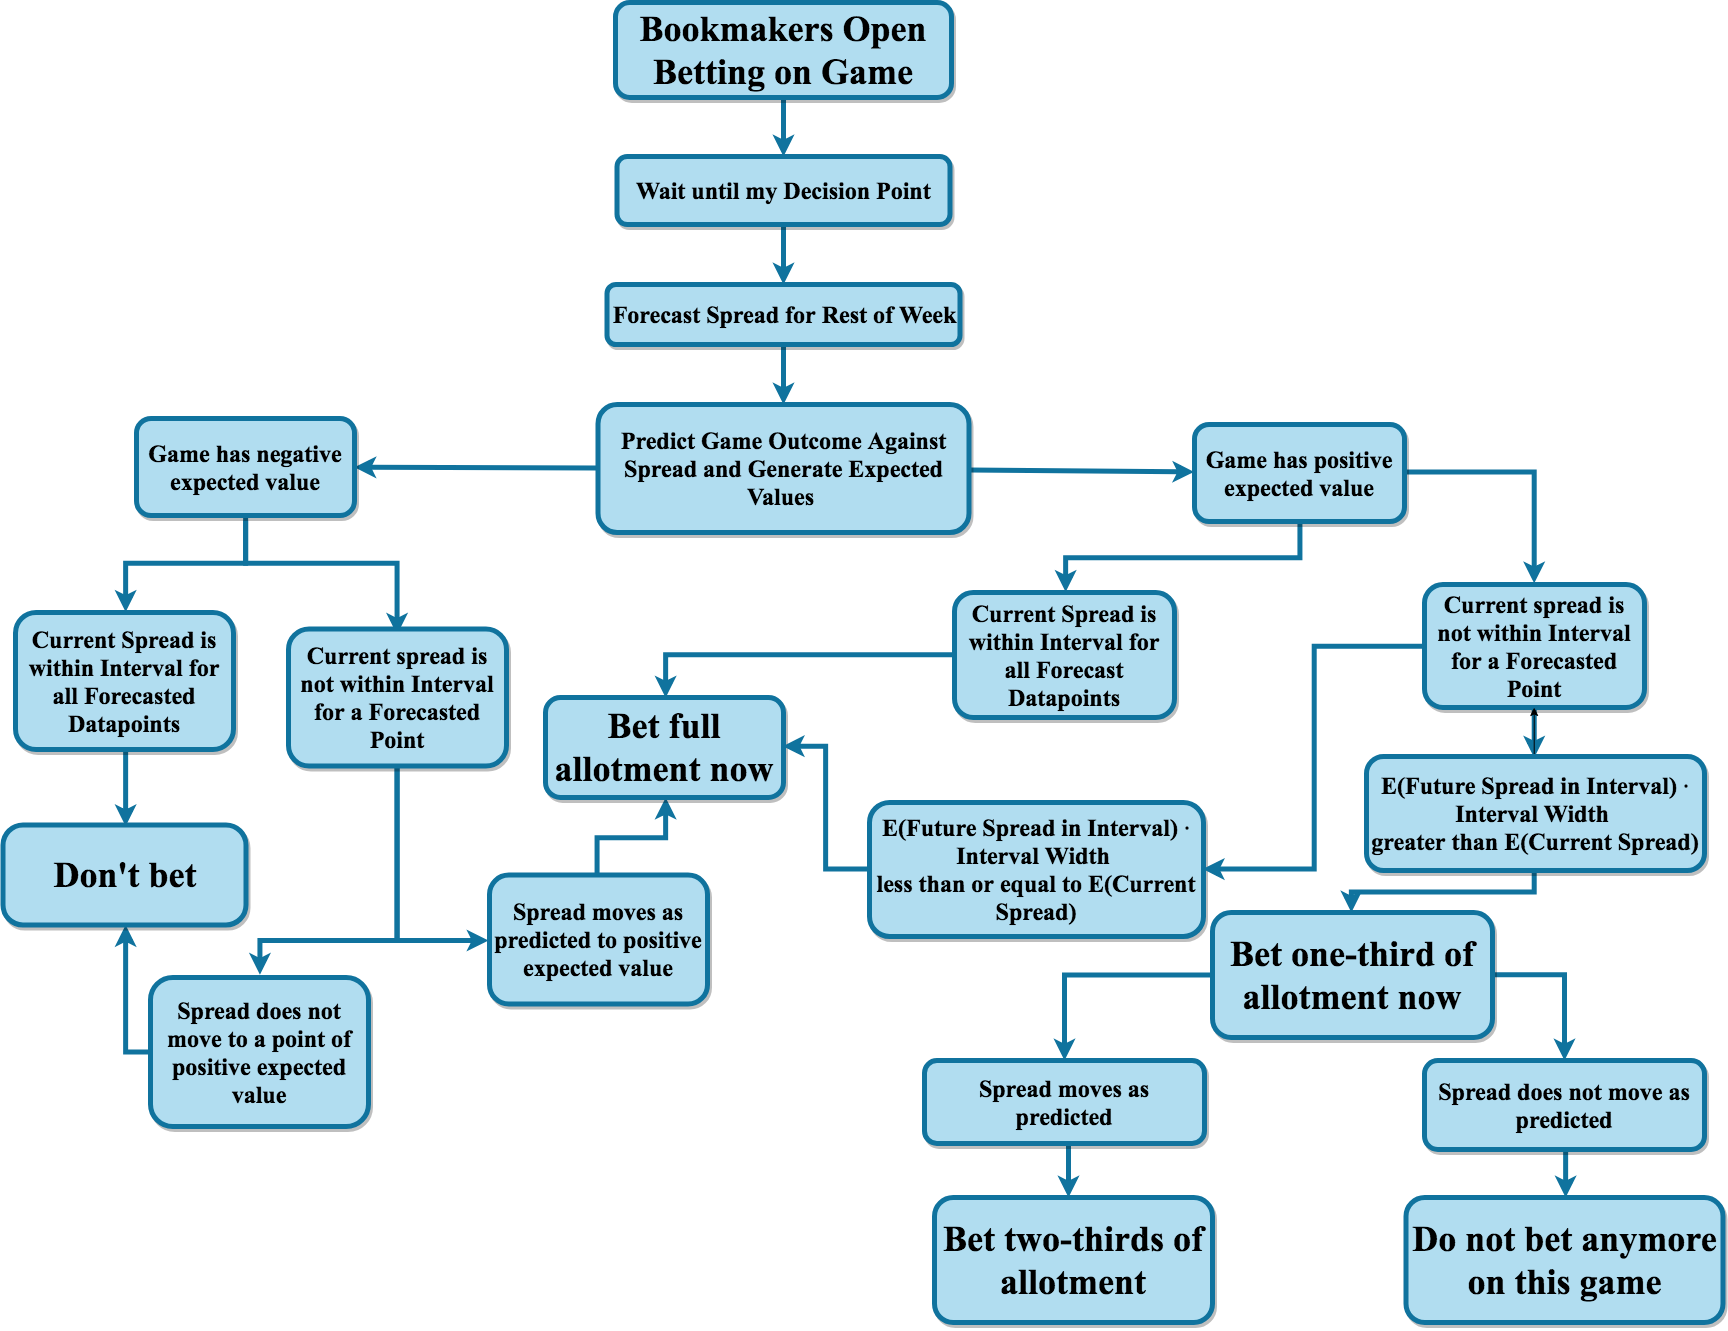 Bookmakers Open
Betting on Game
Wait until my Decision Point
Forecast Spread for Rest of Week
Predict Game Outcome Against
Spread and Generate Expected
Values
Game has negative
expected value
Game has positive
expected value
Current Spread is
within Interval for
all Forecasted
Datapoints
Current spread is
not within Interval
for a Forecasted
Point
Current Spread is
within Interval for
all Forecast
Datapoints
Current spread is
not within Interval
for a Forecasted
Point
Bet full
allotment now
E(Future Spread in Interval) ·
Interval Width
greater than E(Current Spread)
E(Future Spread in Interval) ·
Interval Width
less than or equal to E(Current
Spread)
Don't bet
Spread moves as
predicted to positive
expected value
Bet one-third of
allotment now
Spread does not
move to a point of
positive expected
value
Spread moves as
predicted
Spread does not move as
predicted
Bet two-thirds of
allotment
Do not bet anymore
on this game